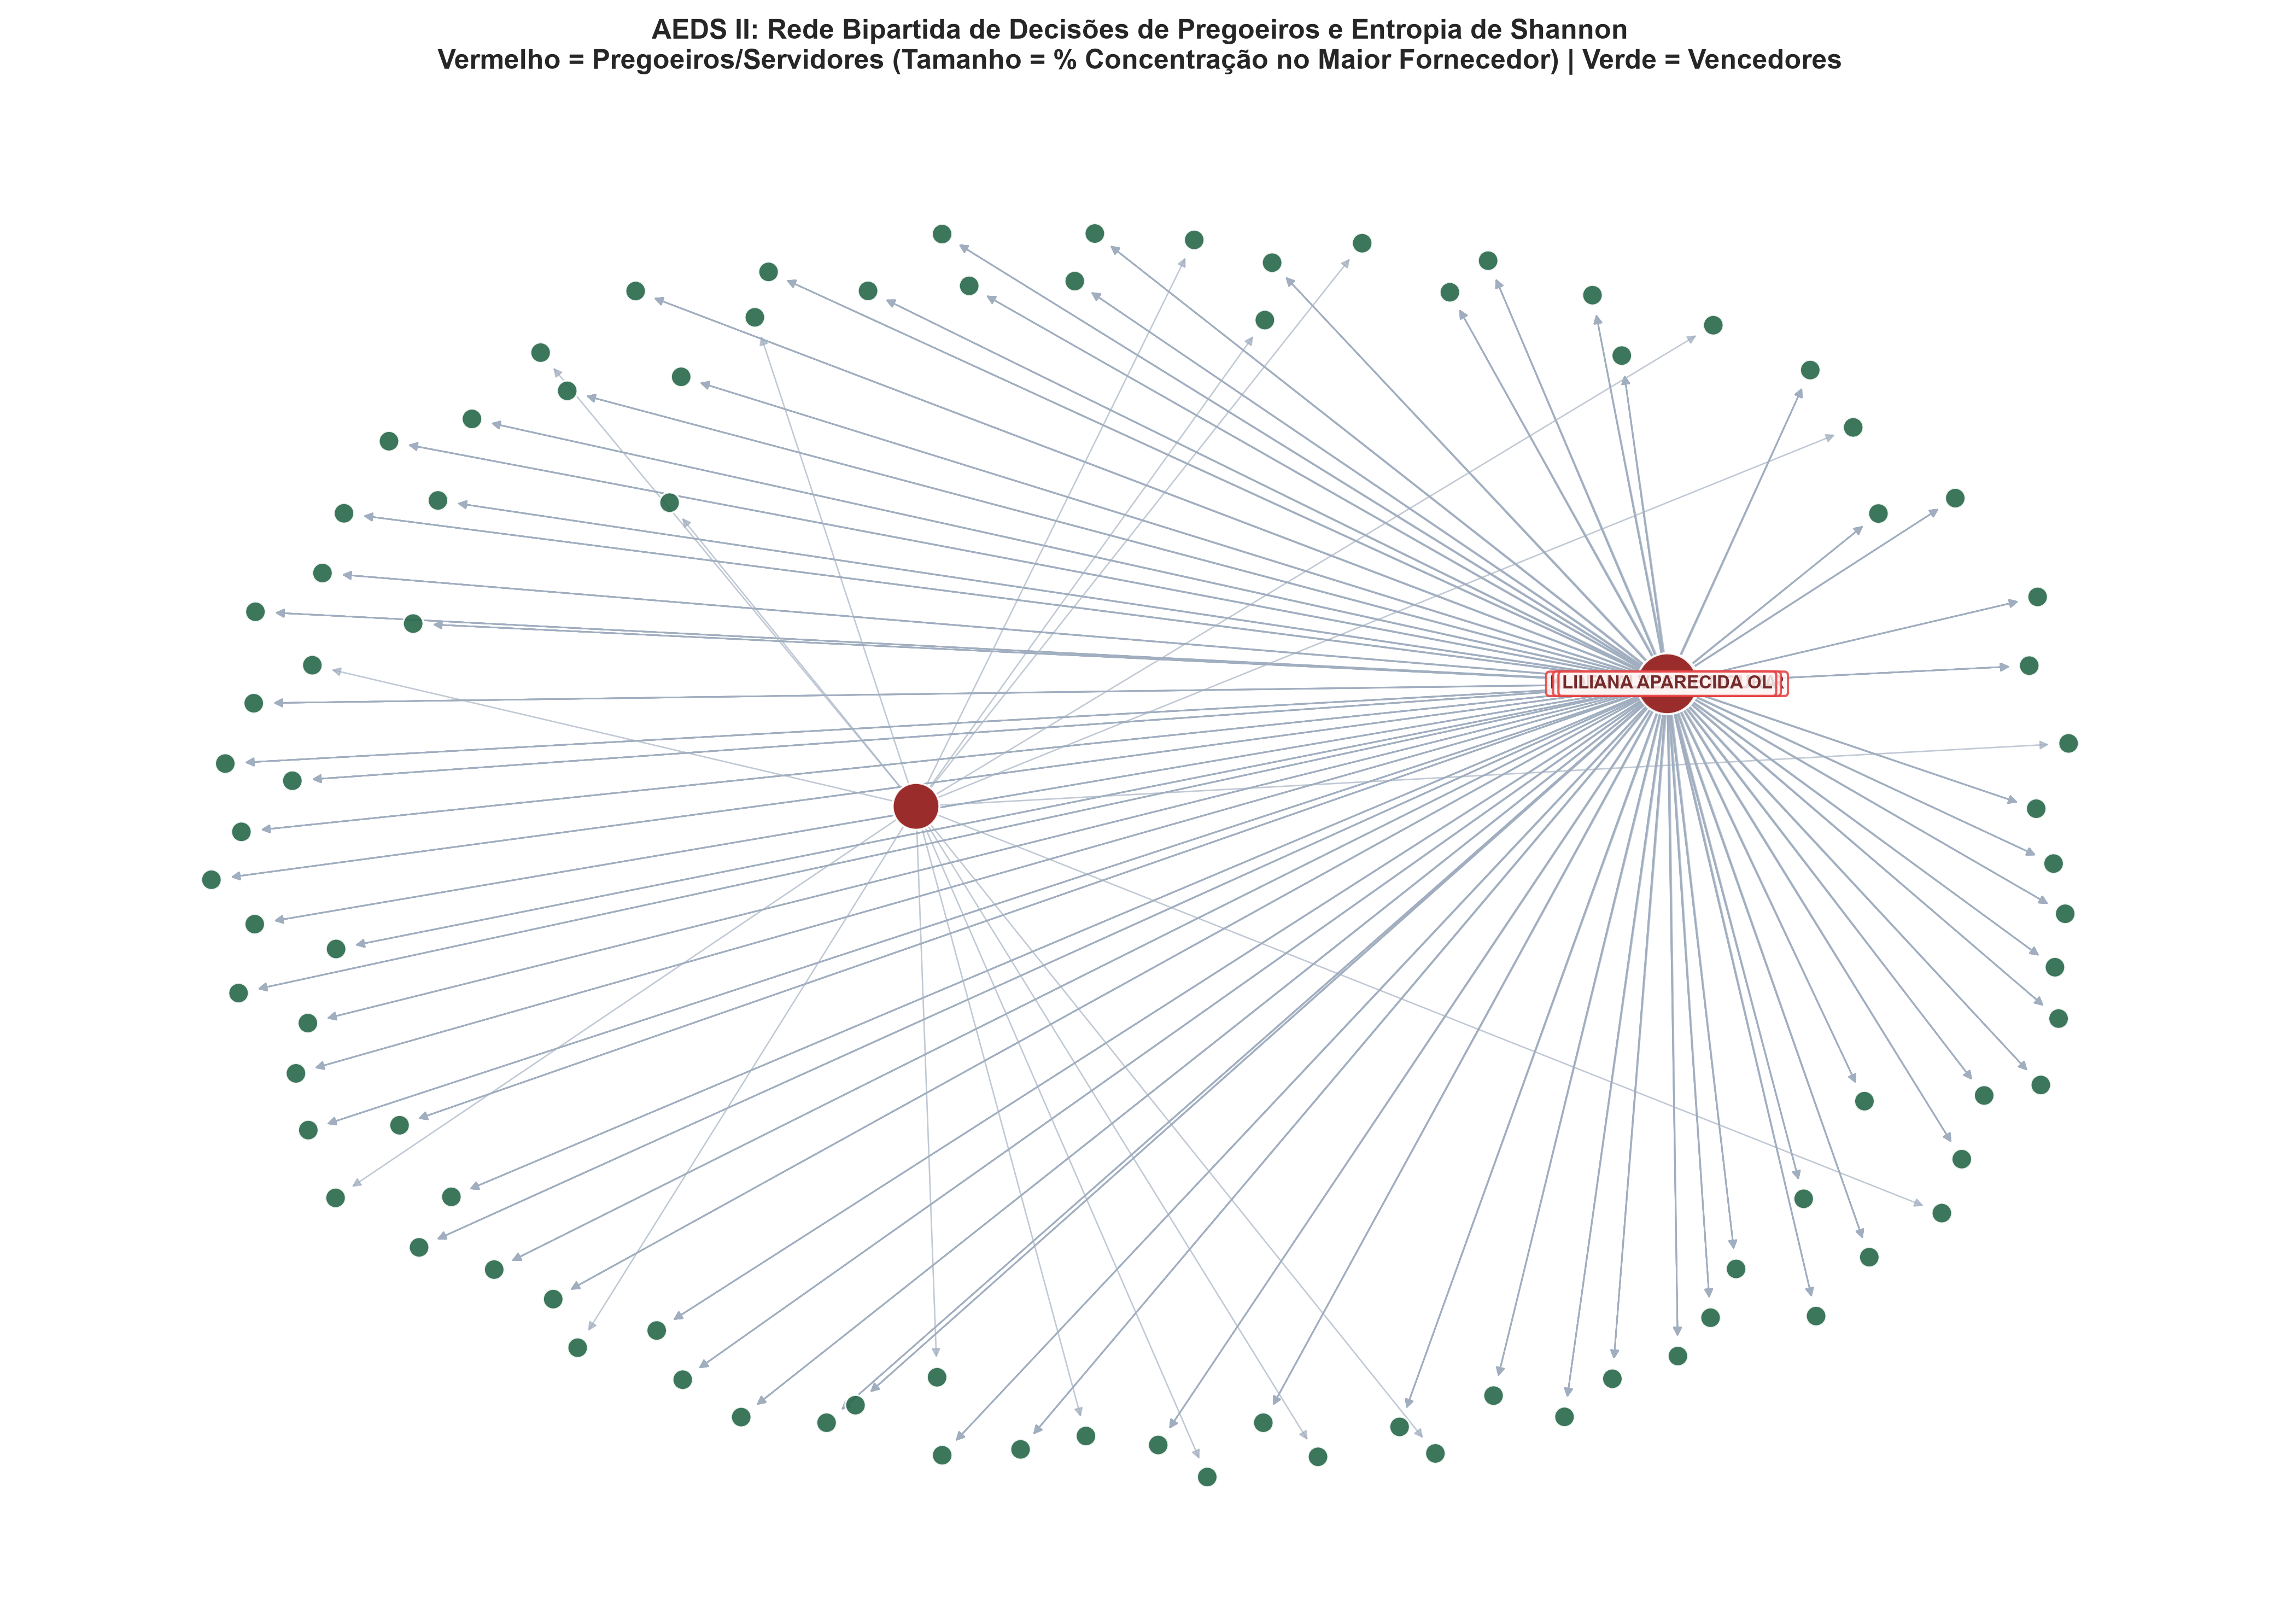 AEDS II: Rede Bipartida de Decisões de Pregoeiros e Entropia de Shannon
Vermelho = Pregoeiros/Servidores (Tamanho = % Concentração no Maior Fornecedor) | Verde = Vencedores
LILIANA APARECIDA OL